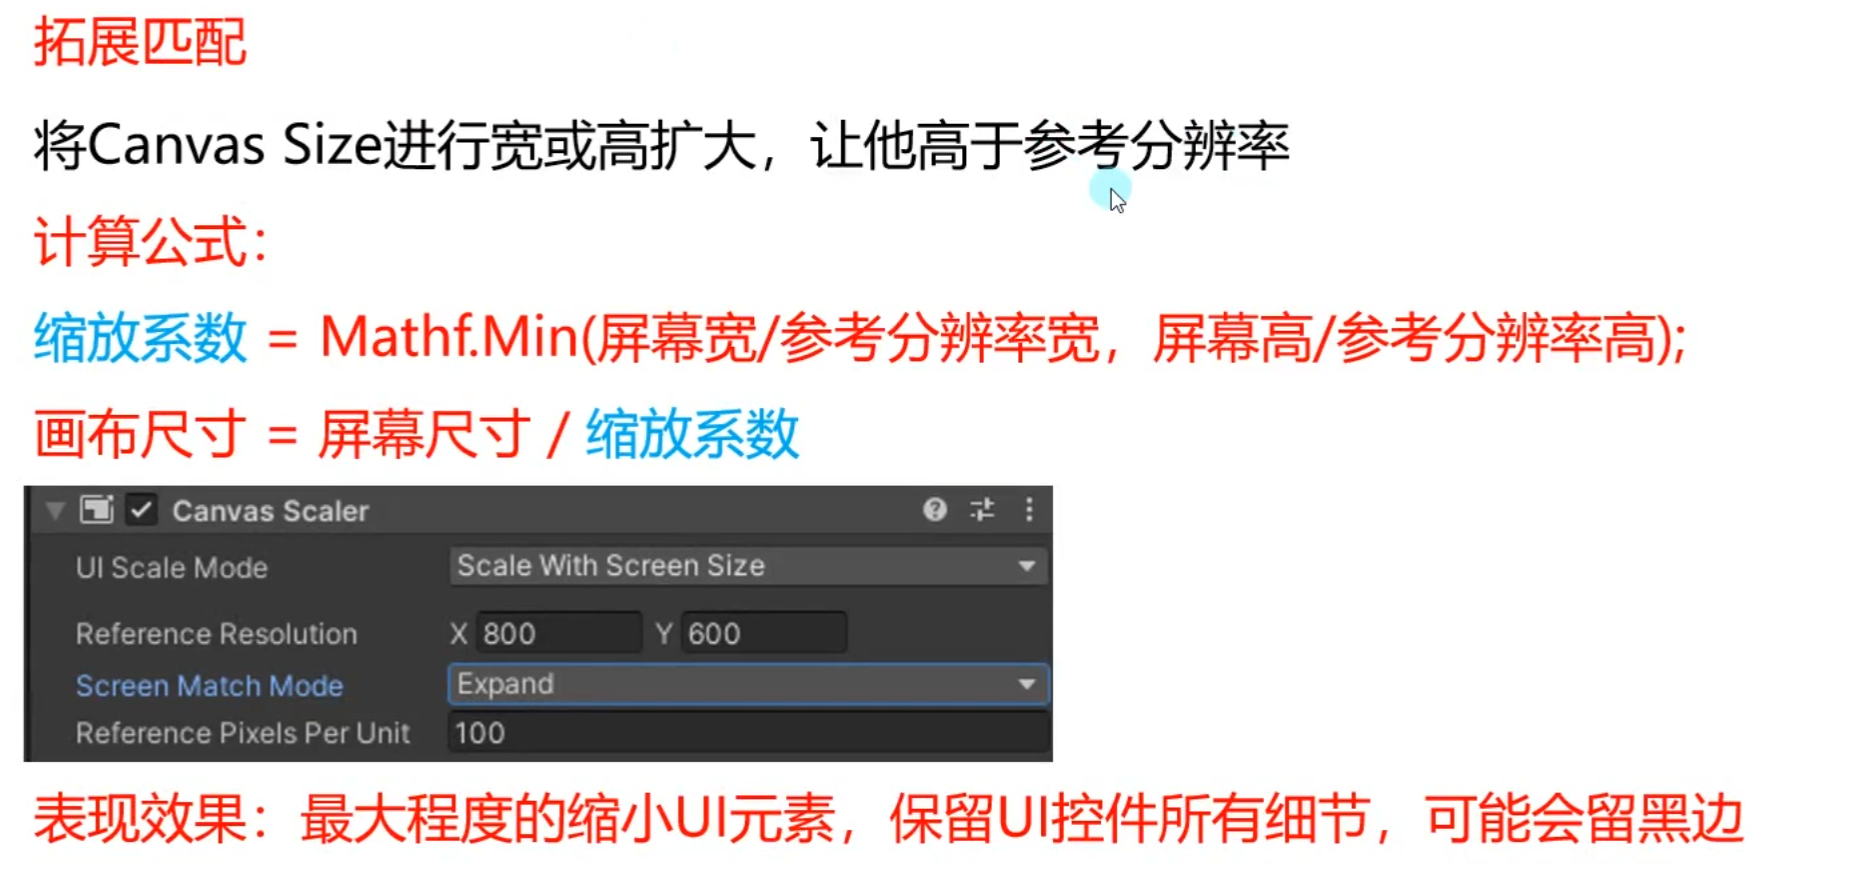 拓展匹配
将Canvas Size进行宽或高扩大，让他高于参考分辨率
计算公式：
缩放系数 = Mathf.Min(屏幕宽/参考分辨率宽，屏幕高/参考分辨率高);
画布尺寸 = 屏幕尺寸 / 缩放系数
Canvas Scaler
UI Scale Mode Scale With Screen Size
Reference Resolution X 800 Y 600
Screen Match Mode Expand
Reference Pixels Per Unit 100
表现效果：最大程度的缩小UI元素，保留UI控件所有细节，可能会留黑边